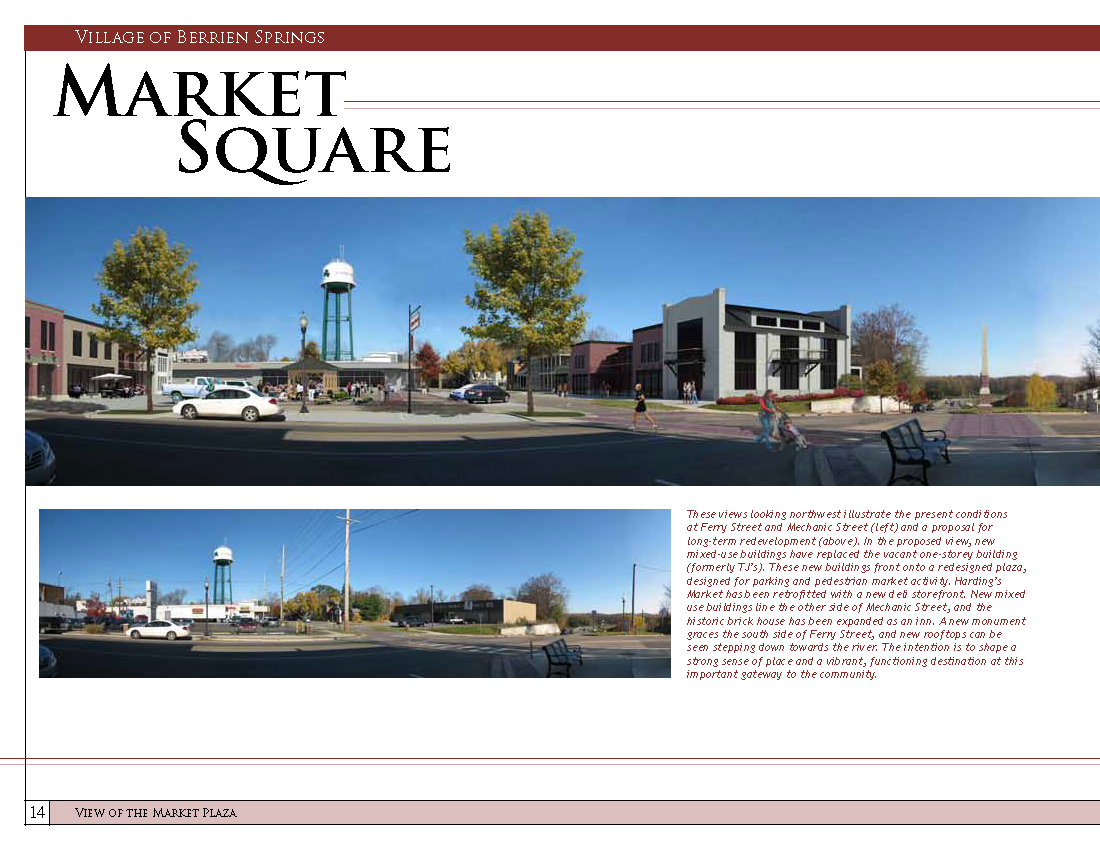 Village of Berrien Springs
Market
Square
These views looking northwest illustrate the present conditions
at Ferry Street and Mechanic Street (left) and a proposal for
long-term redevelopment (above). In the proposed view, new
mixed-use buildings have replaced the vacant one-storey building
(formerly TJ's). These new buildings front onto a redesigned plaza,
designed for parking and pedestrian market activity. Harding's
Market has been retrofitted with a new deli storefront. New mixed
use buildings line the other side of Mechanic Street, and the
historic brick house has been expanded as an inn. A new monument
graces the south side of Ferry Street, and new rooftops can be
seen stepping down towards the river. The intention is to shape a
strong sense of place and a vibrant, functioning destination at this
important gateway to the community.
14 View of the Market Plaza